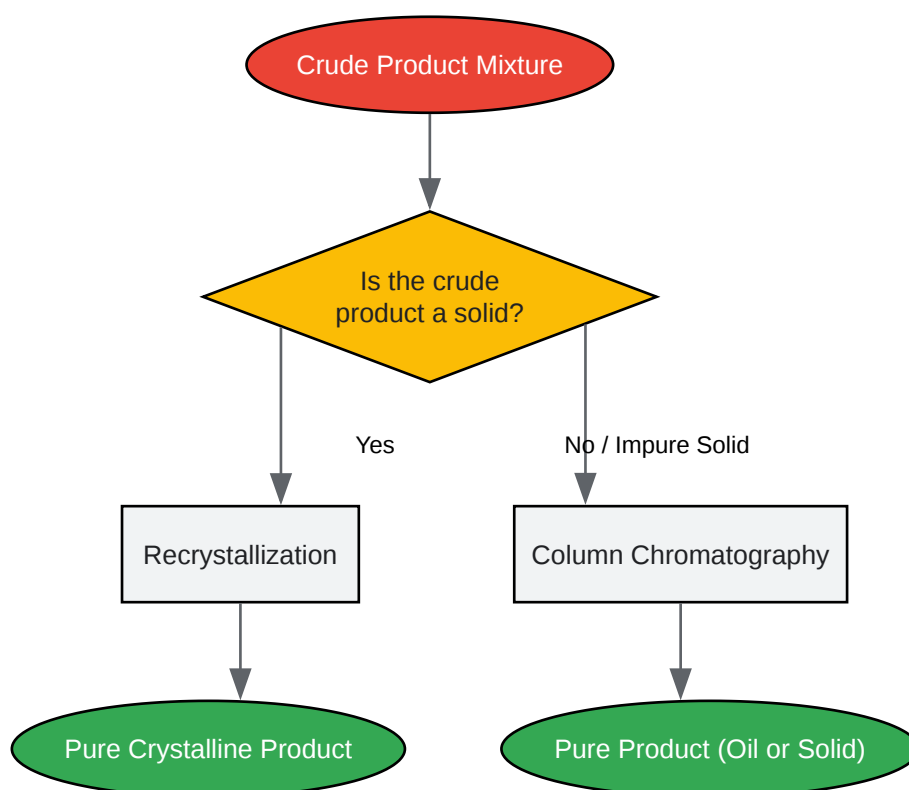 Crude Product Mixture
Is the crude
product a solid?
Yes
No / Impure Solid
Recrystallization
Column Chromatography
Pure Crystalline Product
Pure Product (Oil or Solid)